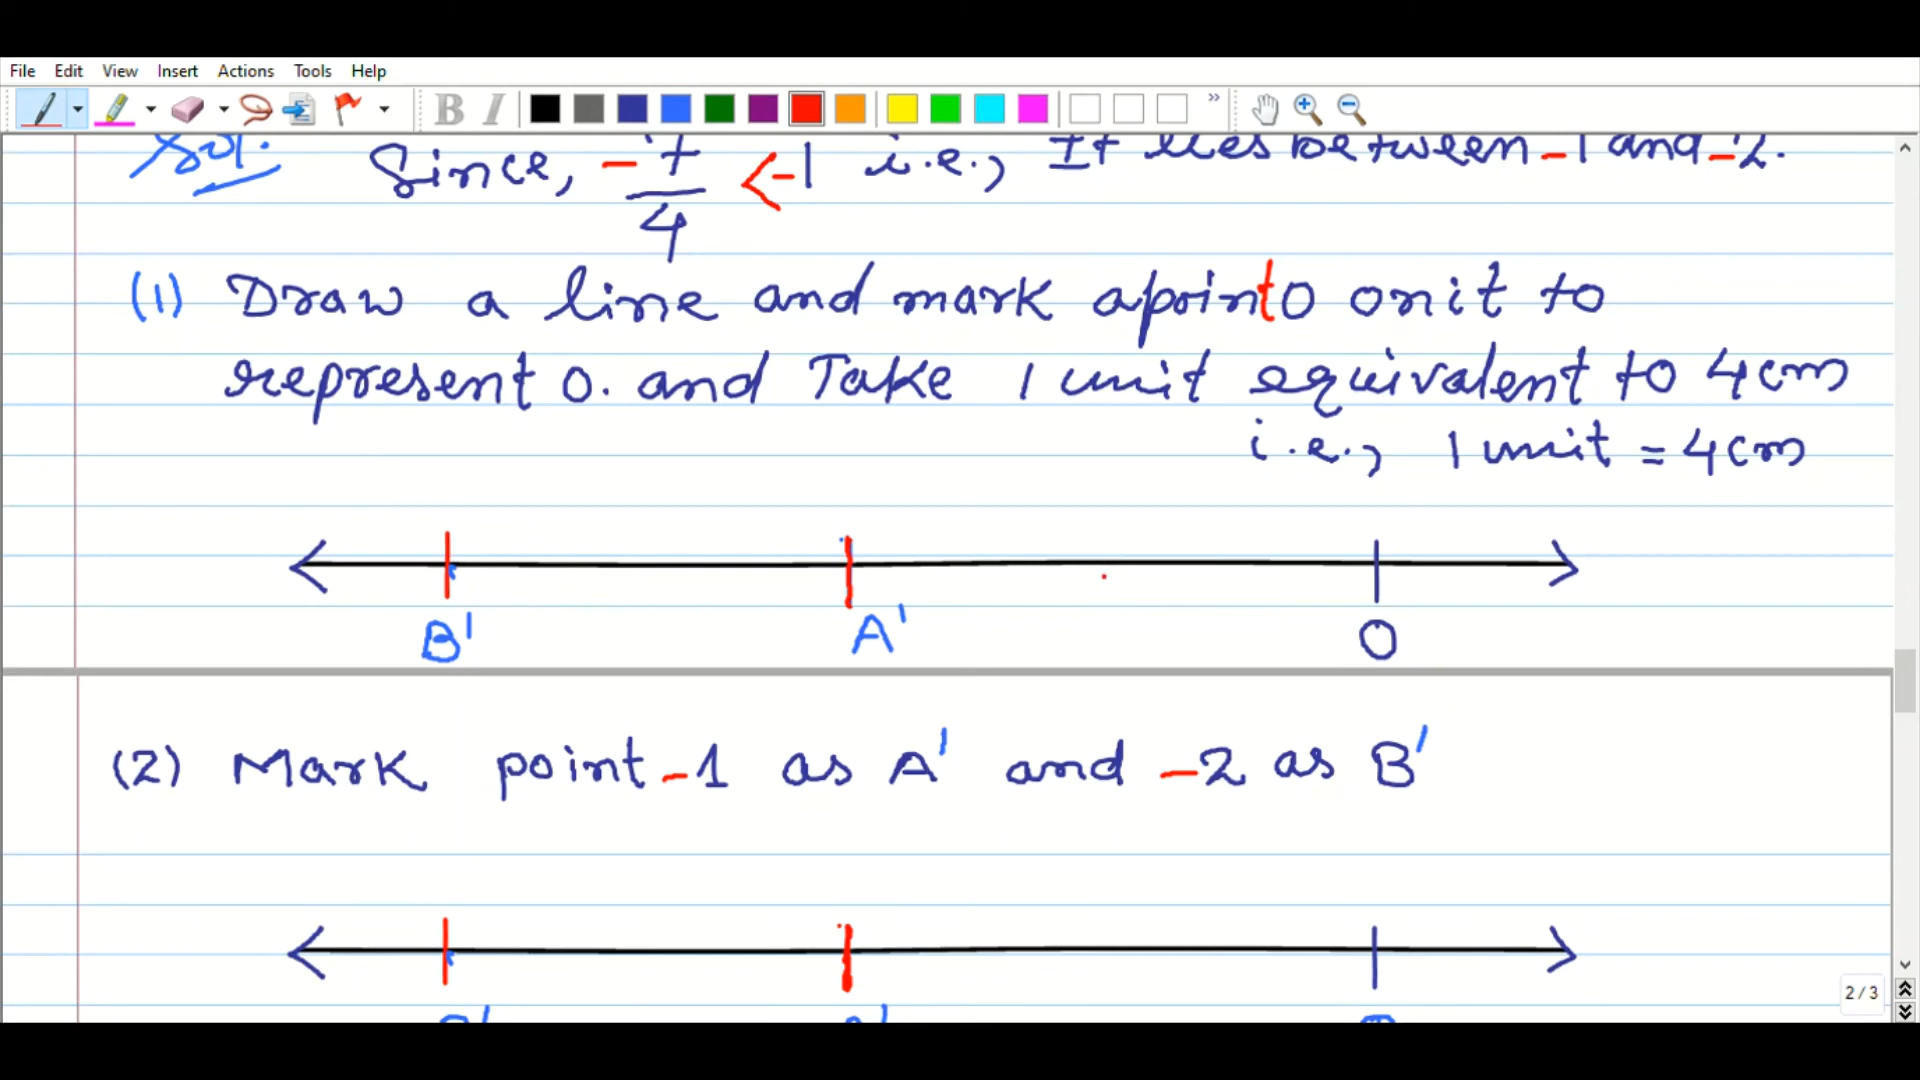 File Edit View Insert Actions Tools Help
B I
Sol. Since, -7/4 <-1 i.e., It lies between -1 and -2.
(1) Draw a line and mark a point O on it to
represent 0. and Take 1 unit equivalent to 4cm
i.e., 1 unit = 4cm
B' A' O
(2) Mark point -1 as A' and -2 as B'
2 / 3